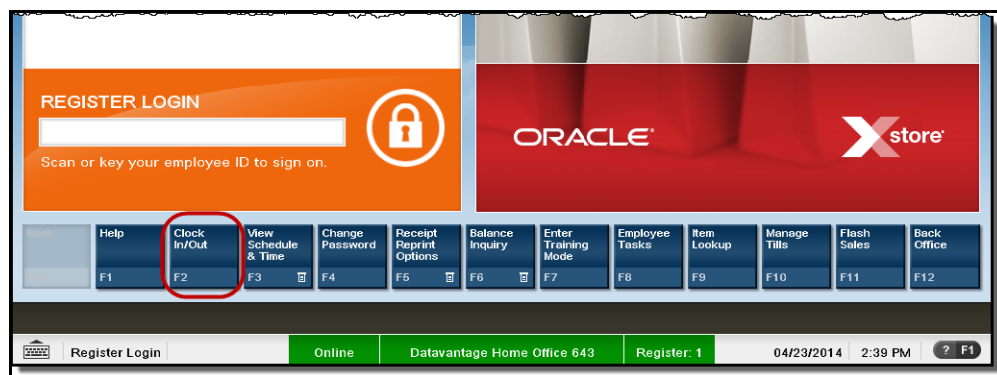 REGISTER LOGIN
Scan or key your employee ID to sign on.
ORACLE®
Xstore®
Back
Help
F1
Clock
In/Out
F2
View
Schedule
& Time
F3
Change
Password
F4
Receipt
Reprint
Options
F5
Balance
Inquiry
F6
Enter
Training
Mode
F7
Employee
Tasks
F8
Item
Lookup
F9
Manage
Tills
F10
Flash
Sales
F11
Back
Office
F12
Register Login
Online
Datavantage Home Office 643
Register: 1
04/23/2014
2:39 PM
? F1